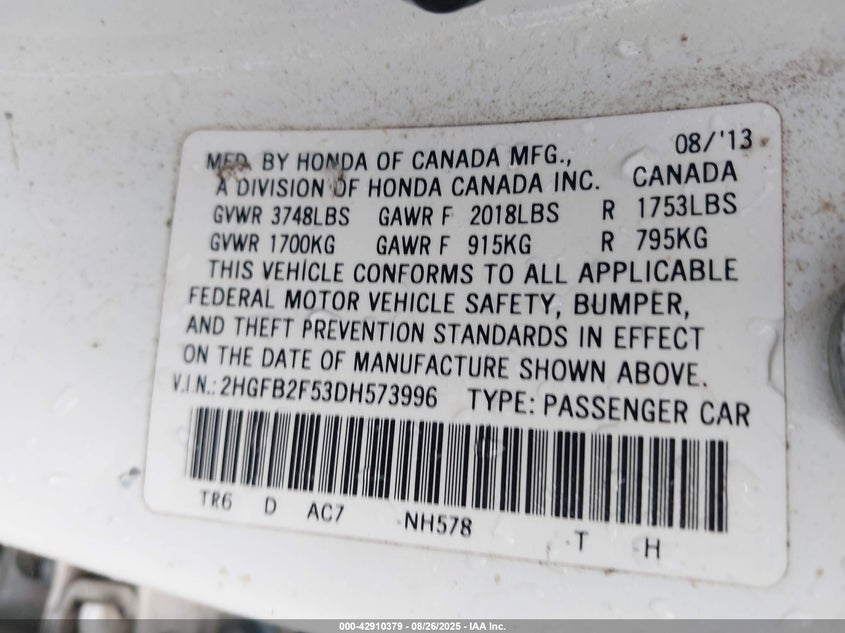 08/'13
MFD. BY HONDA OF CANADA MFG.,
A DIVISION OF HONDA CANADA INC. CANADA
GVWR 3748LBS GAWR F 2018LBS R 1753LBS
GVWR 1700KG GAWR F 915KG R 795KG
THIS VEHICLE CONFORMS TO ALL APPLICABLE
FEDERAL MOTOR VEHICLE SAFETY, BUMPER,
AND THEFT PREVENTION STANDARDS IN EFFECT
ON THE DATE OF MANUFACTURE SHOWN ABOVE.
V.I.N.: 2HGFB2F53DH573996 TYPE: PASSENGER CAR
TR6 D AC7 NH578 T H
000-42910379 - 08/26/2025 - IAA Inc.